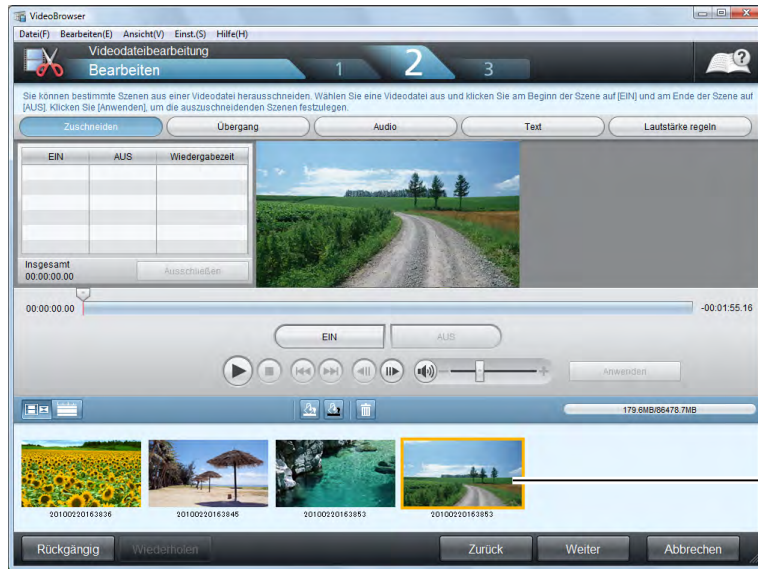 VideoBrowser
Datei(F) Bearbeiten(E) Ansicht(V) Einst.(S) Hilfe(H)
Videodateibearbeitung
Bearbeiten 1 2 3 ?
Sie können bestimmte Szenen aus einer Videodatei herausschneiden. Wählen Sie eine Videodatei aus und klicken Sie am Beginn der Szene auf [EIN] und am Ende der Szene auf
[AUS]. Klicken Sie [Anwenden], um die auszuschneidenden Szenen festzulegen.
Zuschneiden Übergang Audio Text Lautstärke regeln
EIN AUS Wiedergabezeit
Insgesamt
00:00:00.00
Ausschließen
00:00:00.00 -00:01:55.16
EIN AUS
Anwenden
179.6MB/86478.7MB
20100220163836 20100220163845 20100220163853 20100220163853
Rückgängig Wiederholen Zurück Weiter Abbrechen